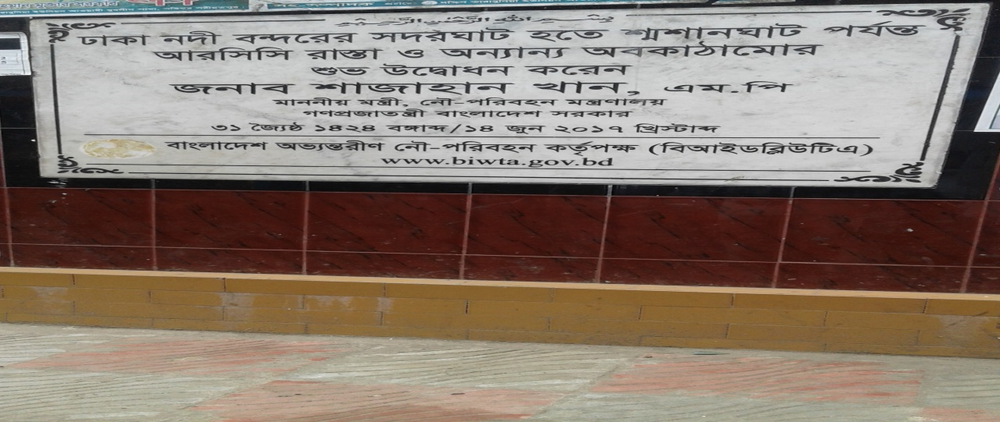 ঢাকা নদী বন্দরের সদরঘাট হতে শ্মশানঘাট পর্যন্ত
আরসিসি রাস্তা ও অন্যান্য অবকাঠামোর
শুভ উদ্বোধন করেন
জনাব শাজাহান খান, এম.পি
মাননীয় মন্ত্রী, নৌ-পরিবহন মন্ত্রণালয়
গণপ্রজাতন্ত্রী বাংলাদেশ সরকার
৩১ জ্যৈষ্ঠ ১৪২৪ বঙ্গাব্দ/১৪ জুন ২০১৭ খ্রিস্টাব্দ
বাংলাদেশ অভ্যন্তরীণ নৌ-পরিবহন কর্তৃপক্ষ (বিআইডব্লিউটিএ)
www.biwta.gov.bd